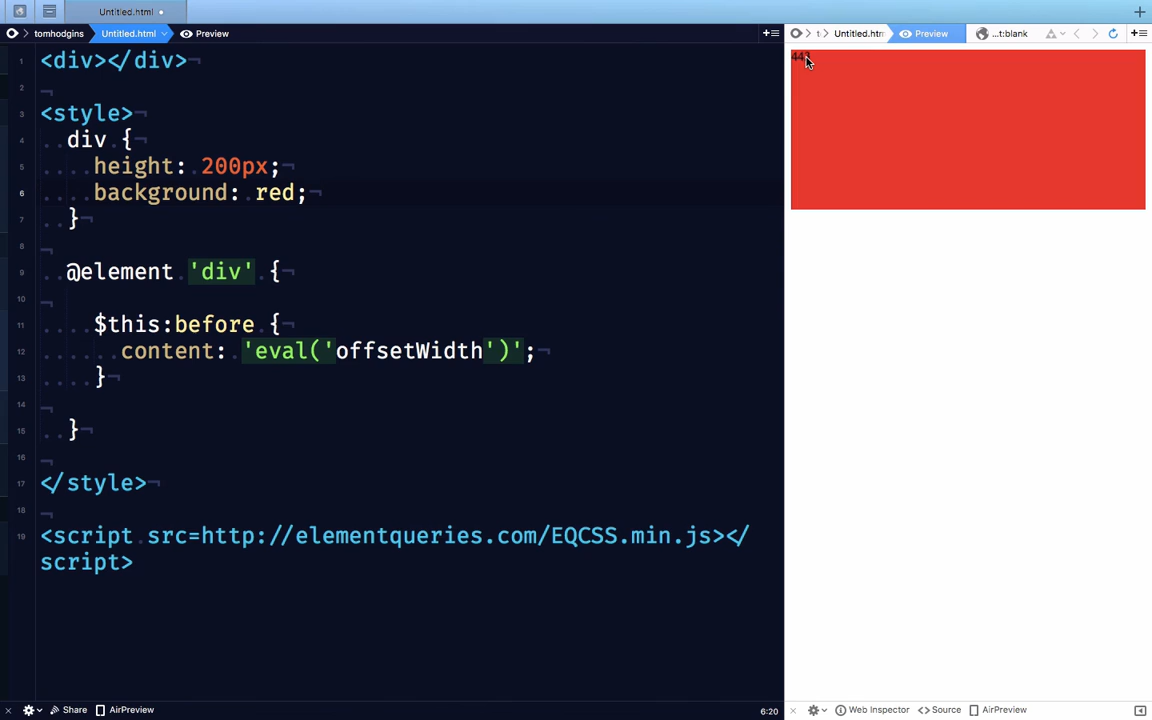 Untitled.html
tomhodgins Untitled.html Preview
Untitled.htm Preview ...t:blank
1 <div></div>
2
3 <style>
4 div {
5 height: 200px;
6 background: red;
7 }
8
9 @element 'div' {
10
11 $this:before {
12 content: 'eval('offsetWidth')';
13 }
14
15 }
16
17 </style>
18
19 <script src=http://elementqueries.com/EQCSS.min.js></
script>
Share AirPreview 6:20
Web Inspector Source AirPreview